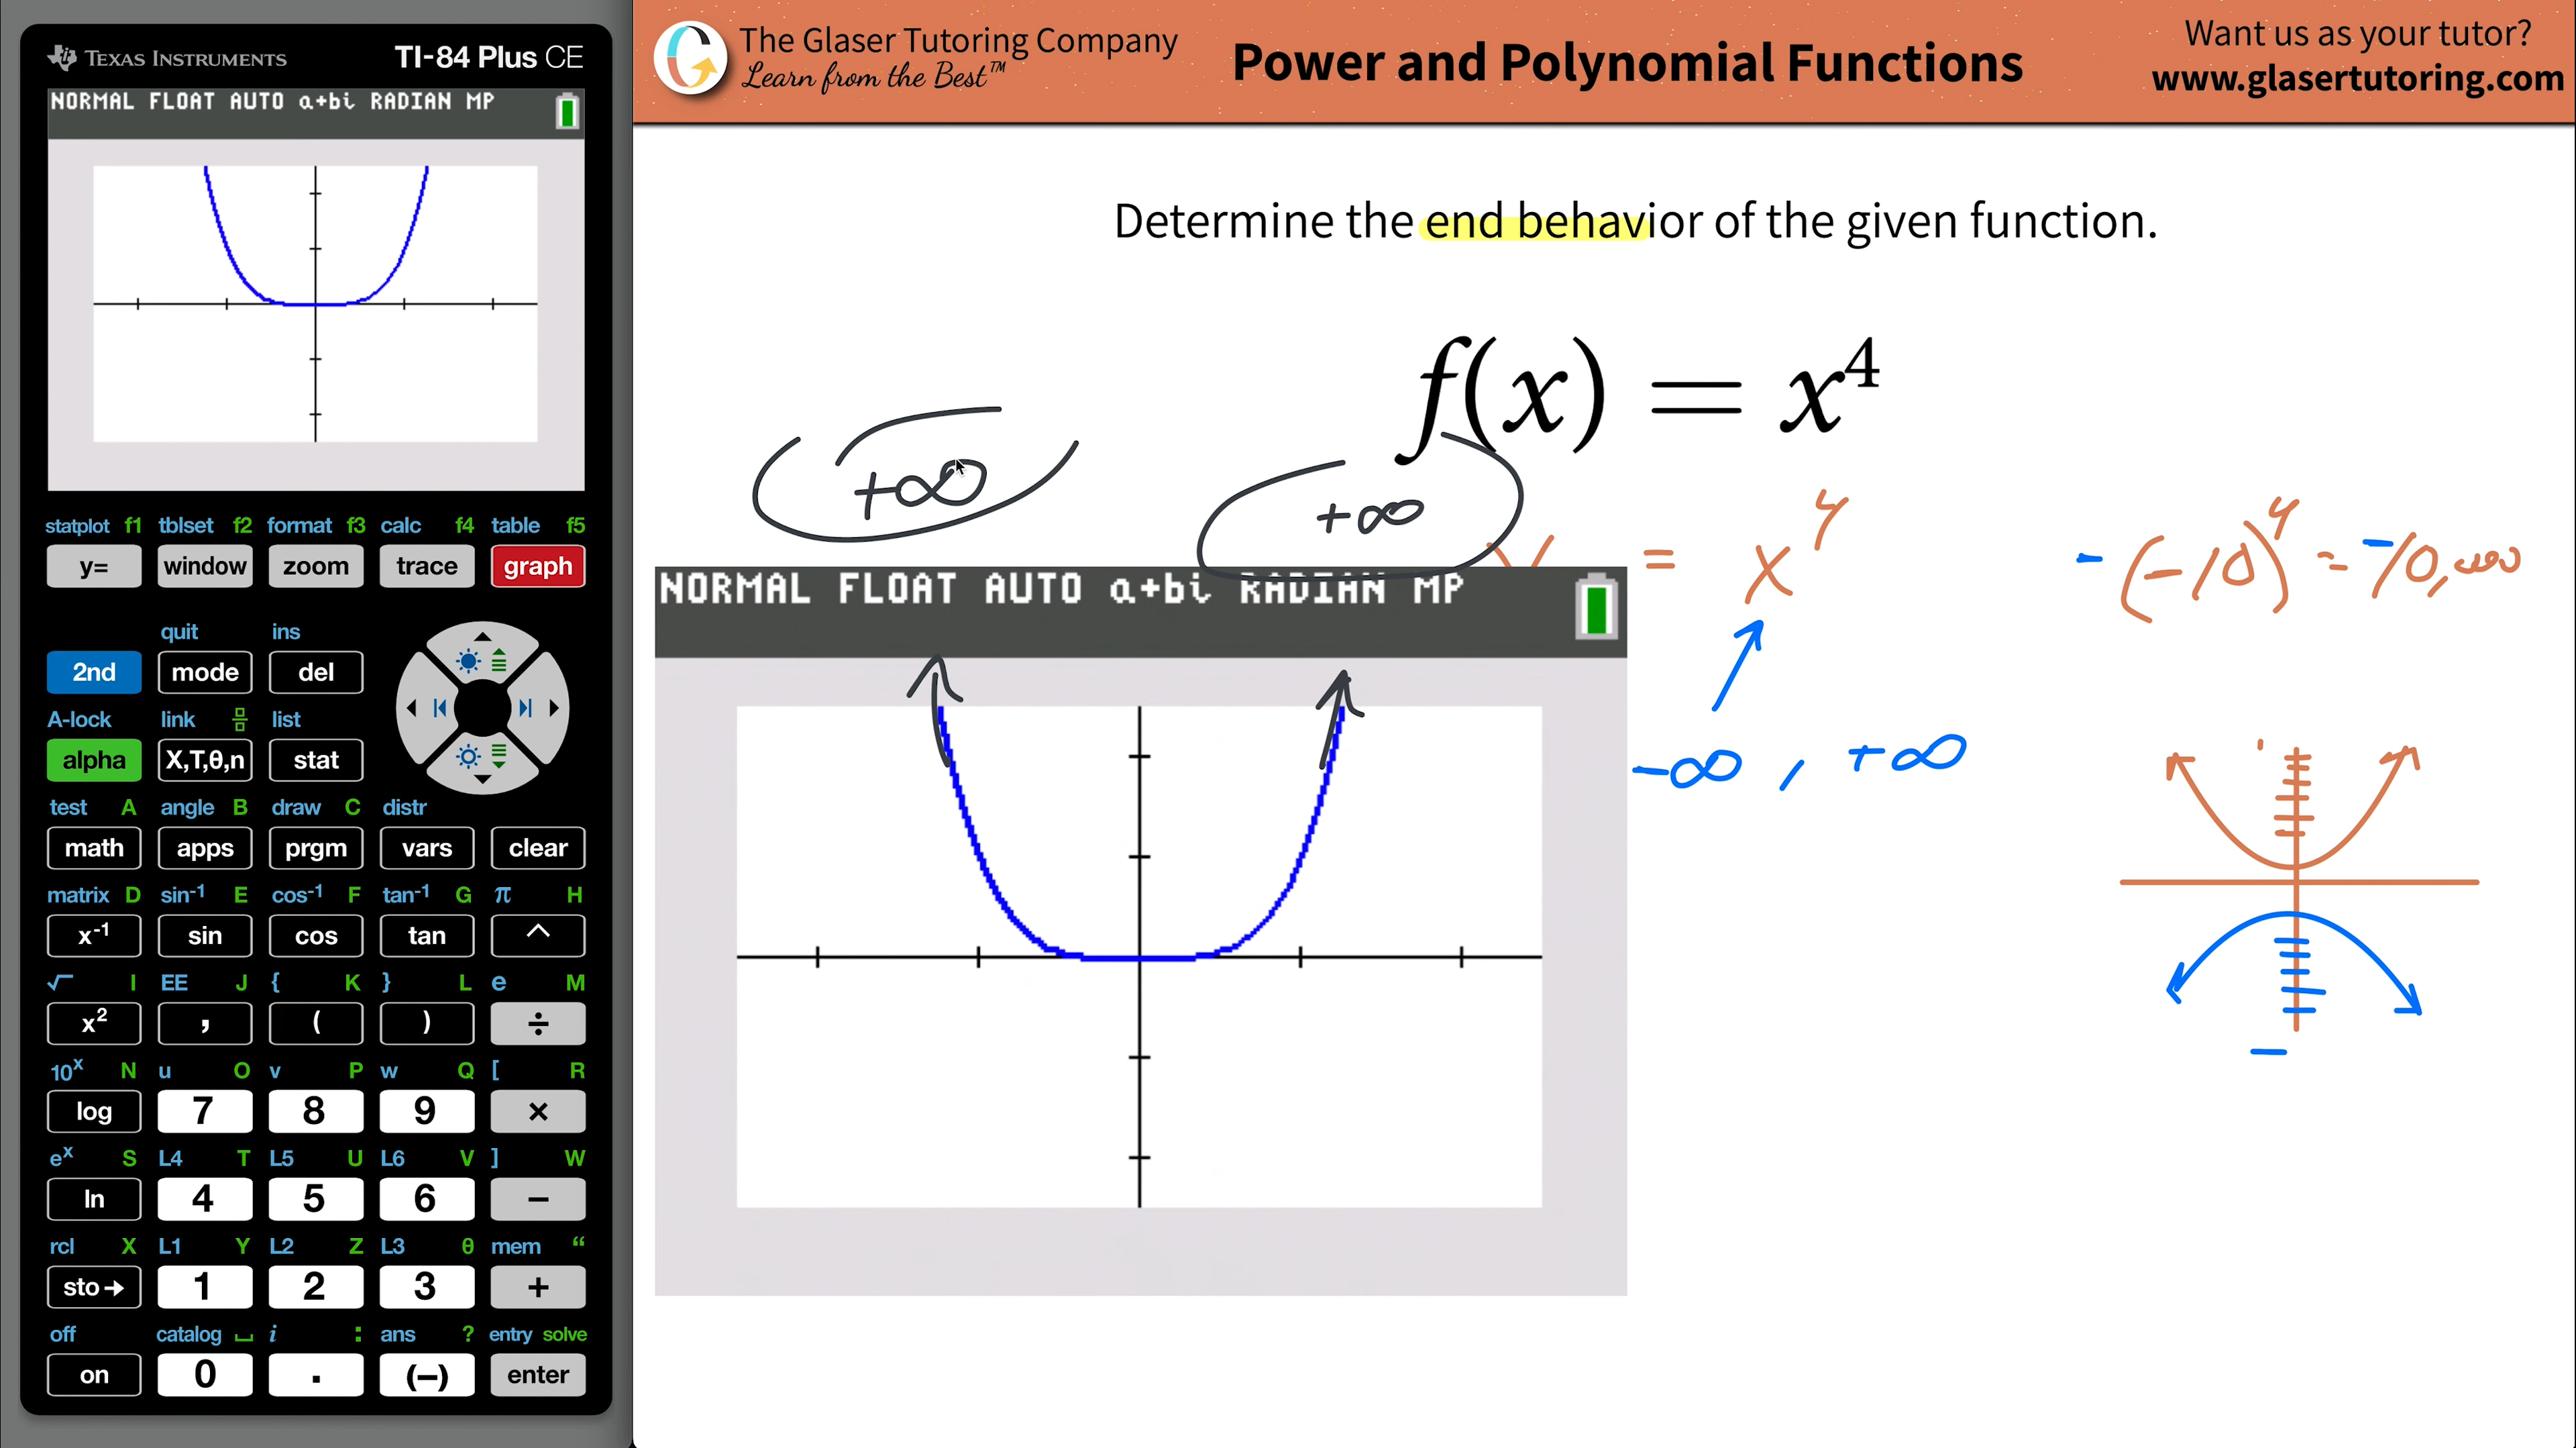 TEXAS INSTRUMENTS TI-84 Plus CE
NORMAL FLOAT AUTO a+bi RADIAN MP
statplot f1 tblset f2 format f3 calc f4 table f5
y= window zoom trace graph
quit ins
2nd mode del
A-lock link list
alpha X,T,θ,n stat
test A angle B draw C distr
math apps prgm vars clear
matrix D sin⁻¹ E cos⁻¹ F tan⁻¹ G π H
x⁻¹ sin cos tan ^
√ I EE J { K } L e M
x² , ( ) ÷
10ˣ N u O v P w Q [ R
log 7 8 9 ×
eˣ S L4 T L5 U L6 V ] W
ln 4 5 6 −
rcl X L1 Y L2 Z L3 θ mem “
sto→ 1 2 3 +
off catalog ⎵ i : ans ? entry solve
on 0 . (−) enter
The Glaser Tutoring Company
Learn from the Best™
Power and Polynomial Functions
Want us as your tutor?
www.glasertutoring.com
Determine the end behavior of the given function.
f(x) = x⁴
+∞ +∞
= x⁴
-(-10)⁴ = -10,000
NORMAL FLOAT AUTO a+bi RADIAN MP
-∞ , +∞